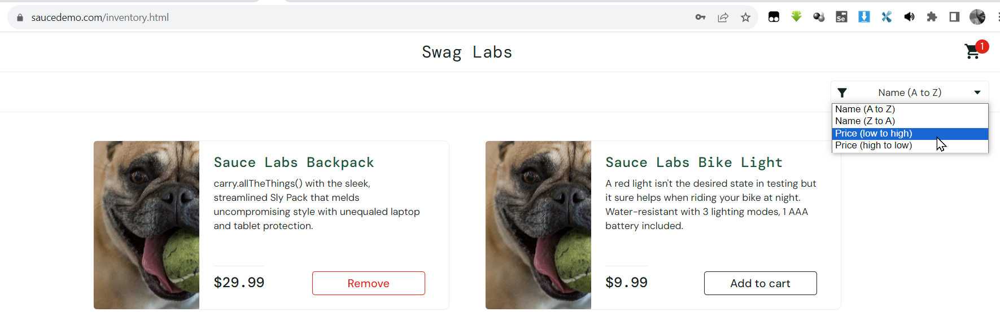 saucedemo.com/inventory.html
Se
Swag Labs
1
Name (A to Z)
Name (A to Z)
Name (Z to A)
Price (low to high)
Price (high to low)
Sauce Labs Backpack
carry.allTheThings() with the sleek,
streamlined Sly Pack that melds
uncompromising style with unequaled laptop
and tablet protection.
$29.99
Remove
Sauce Labs Bike Light
A red light isn't the desired state in testing but
it sure helps when riding your bike at night.
Water-resistant with 3 lighting modes, 1 AAA
battery included.
$9.99
Add to cart